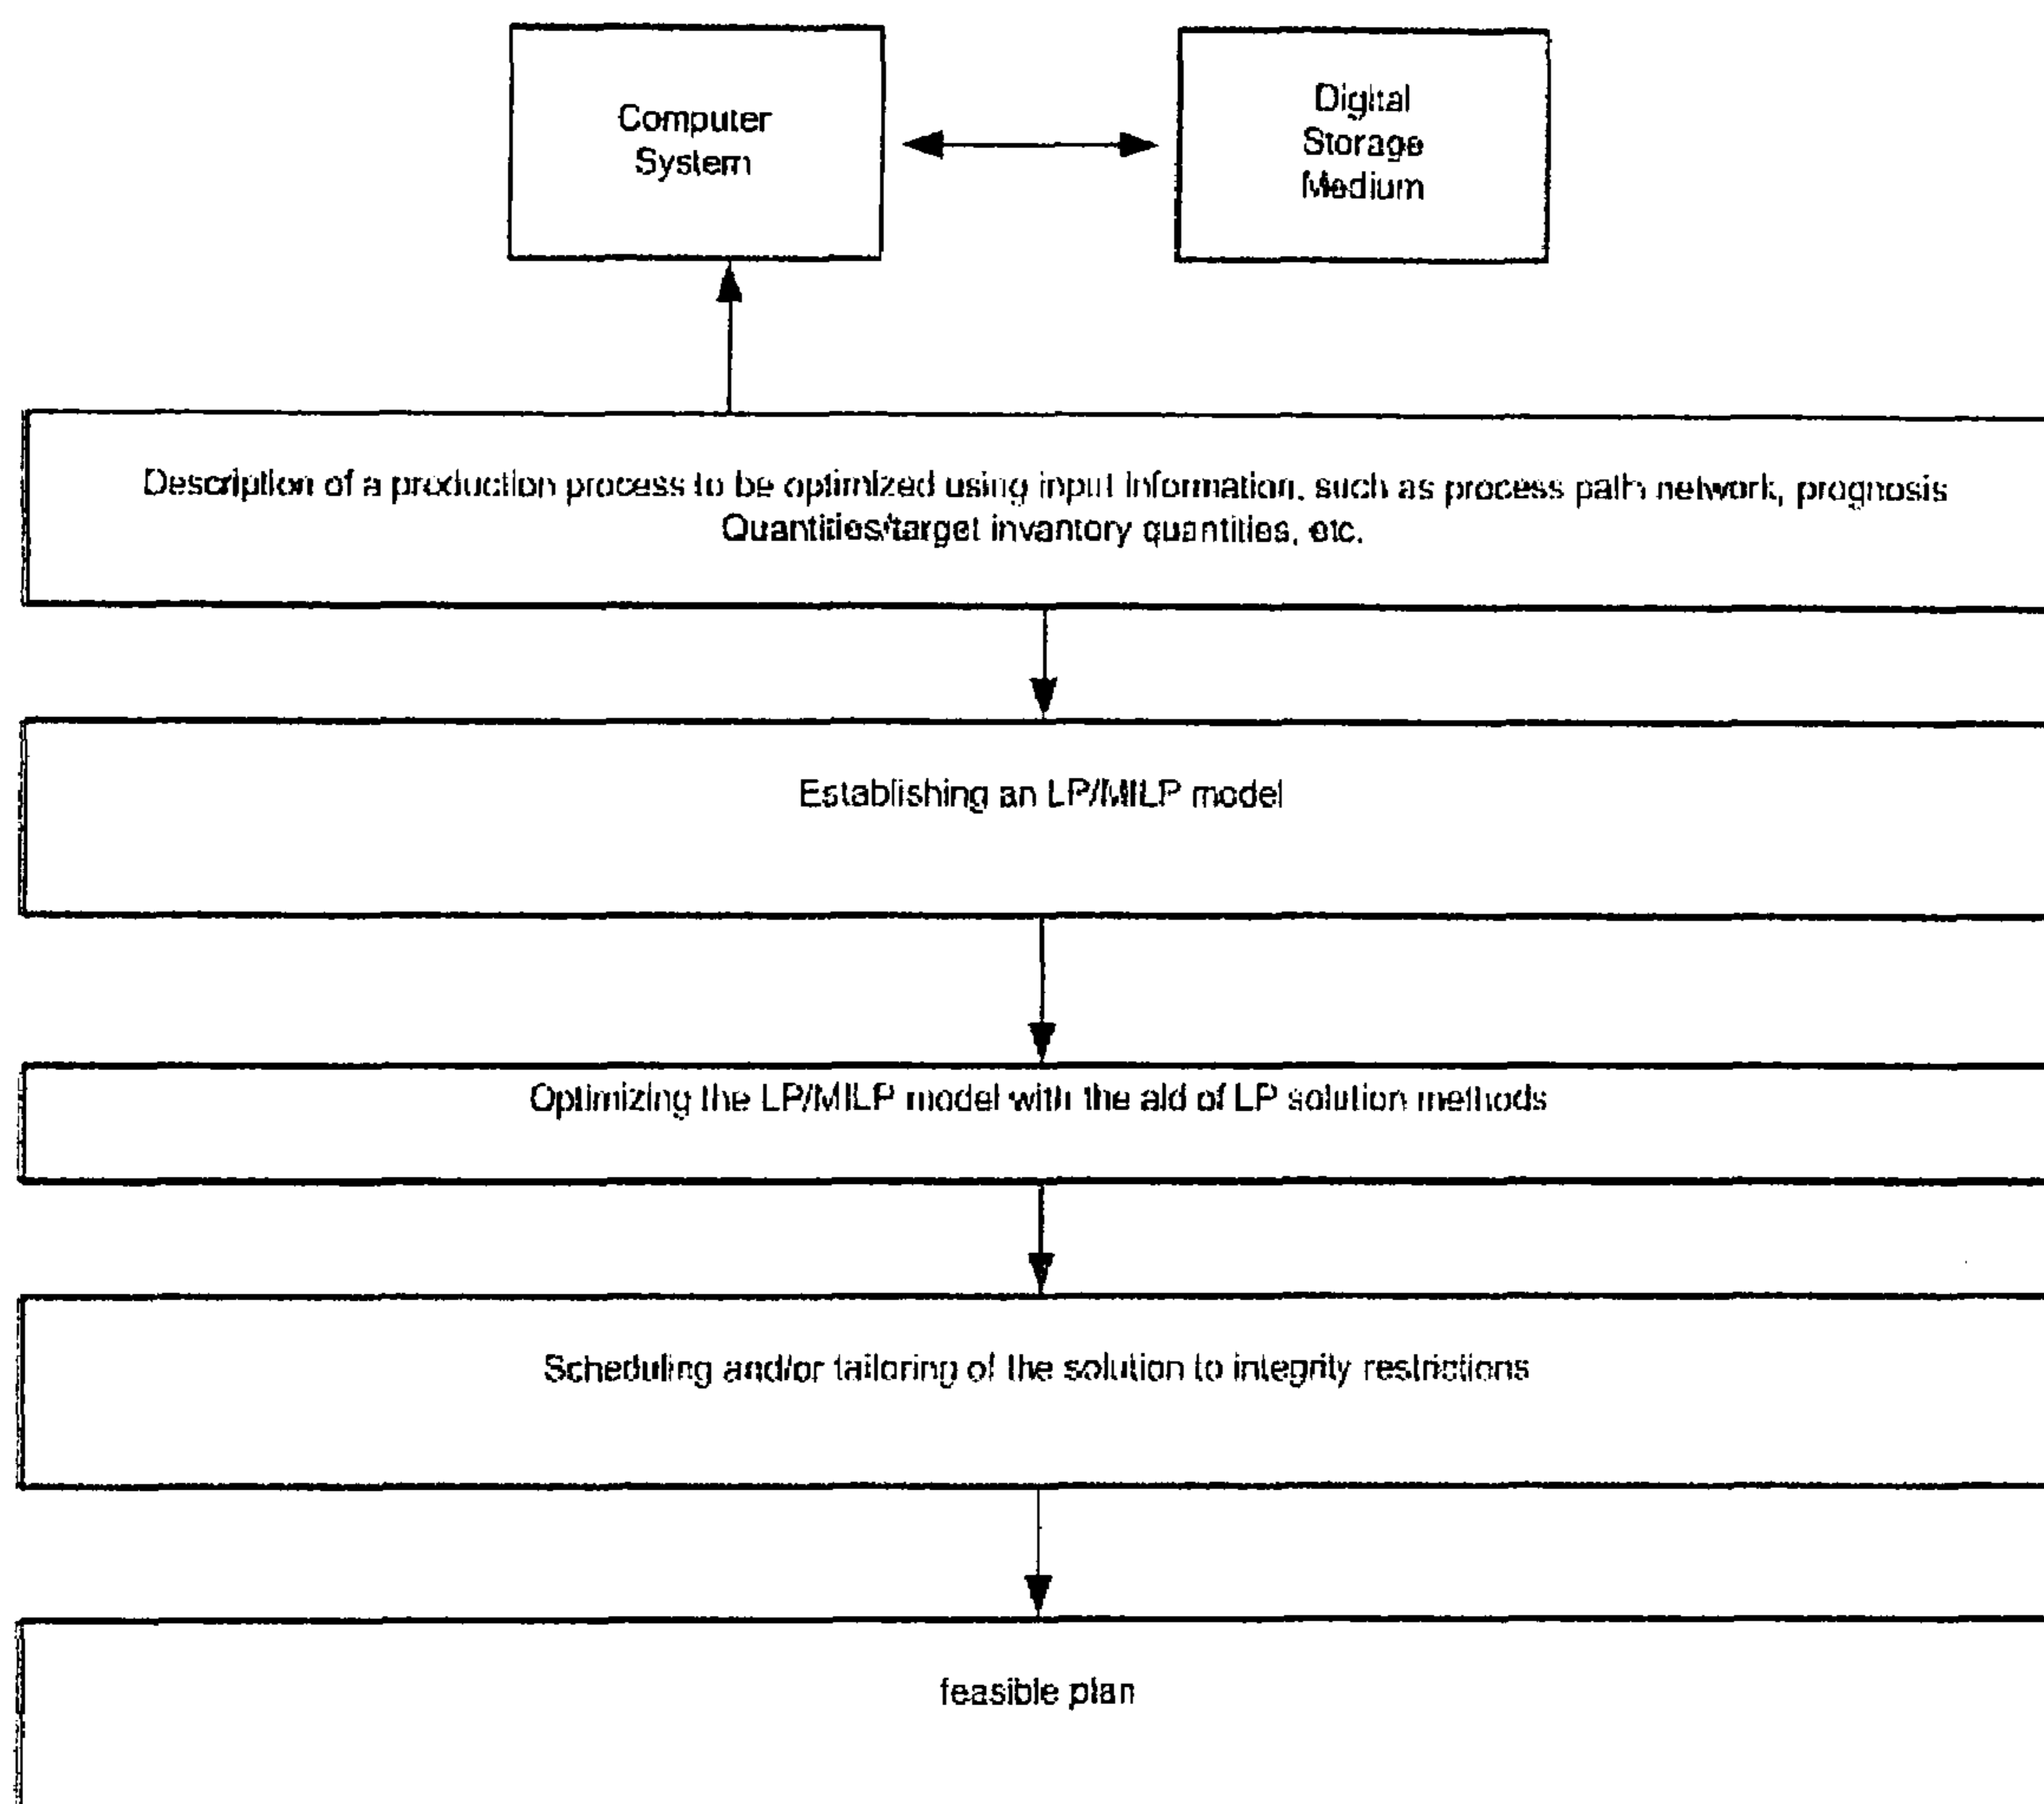 Computer
System
Digital
Storage
Medium
Description of a production process to be optimized using input information, such as process path network, prognosis
Quantities/target inventory quantities, etc.
Establishing an LP/MILP model
Optimizing the LP/MILP model with the aid of LP solution methods
Scheduling and/or tailoring of the solution to integrity restrictions
feasible plan